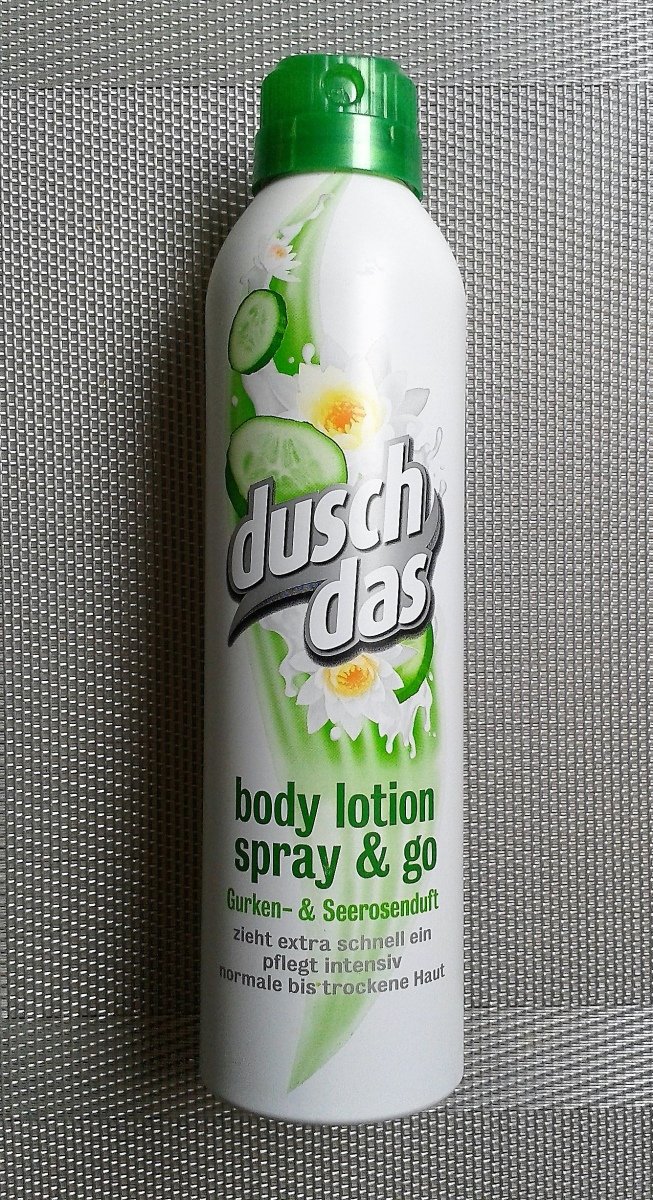 dusch
das
body lotion
spray & go
Gurken- & Seerosenduft
zieht extra schnell ein
pflegt intensiv
normale bis trockene Haut